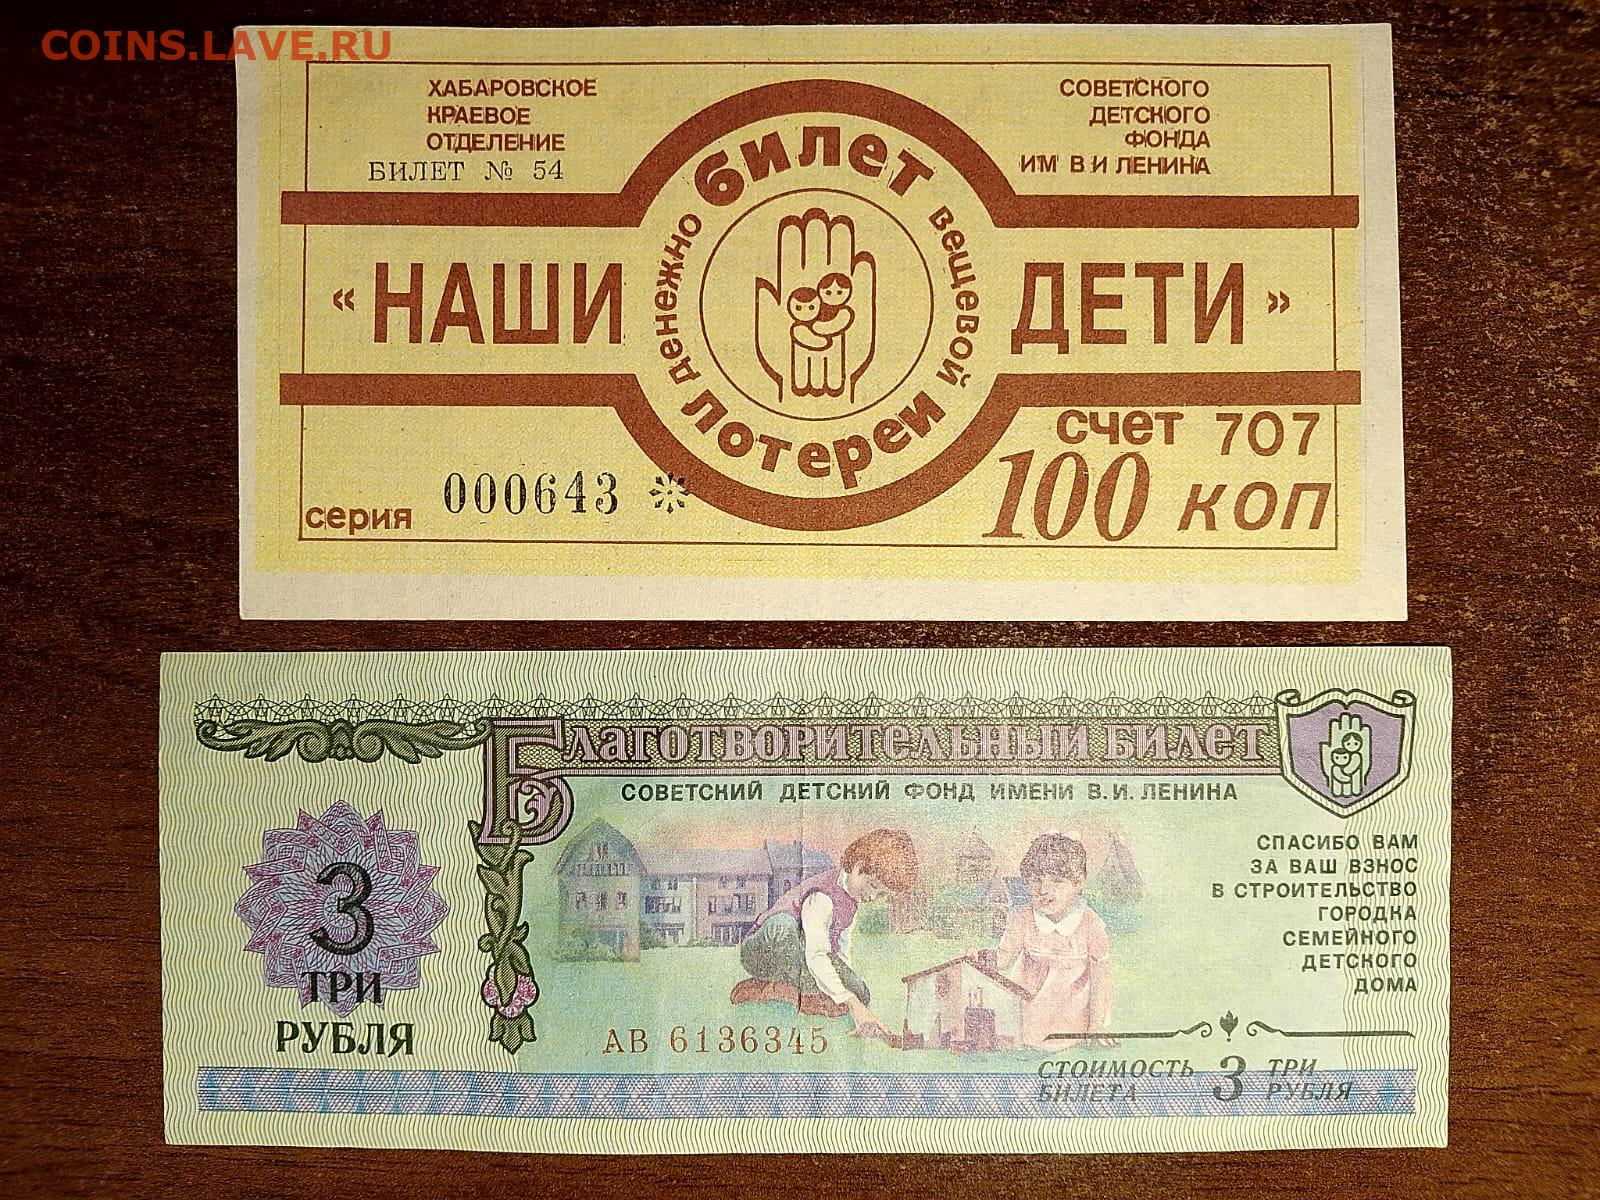 COINS.LAVE.RU
ХАБАРОВСКОЕ
КРАЕВОЕ
ОТДЕЛЕНИЕ
БИЛЕТ № 54
СОВЕТСКОГО
ДЕТСКОГО
ФОНДА
ИМ В И ЛЕНИНА
билет
денежно вещевой
лотереи
«НАШИ ДЕТИ»
серия 000643
счет 707
100 коп
Благотворительный билет
СОВЕТСКИЙ ДЕТСКИЙ ФОНД ИМЕНИ В.И. ЛЕНИНА
3
ТРИ
РУБЛЯ
СПАСИБО ВАМ
ЗА ВАШ ВЗНОС
В СТРОИТЕЛЬСТВО
ГОРОДКА
СЕМЕЙНОГО
ДЕТСКОГО
ДОМА
АВ 6136345
СТОИМОСТЬ
БИЛЕТА
3 ТРИ
РУБЛЯ